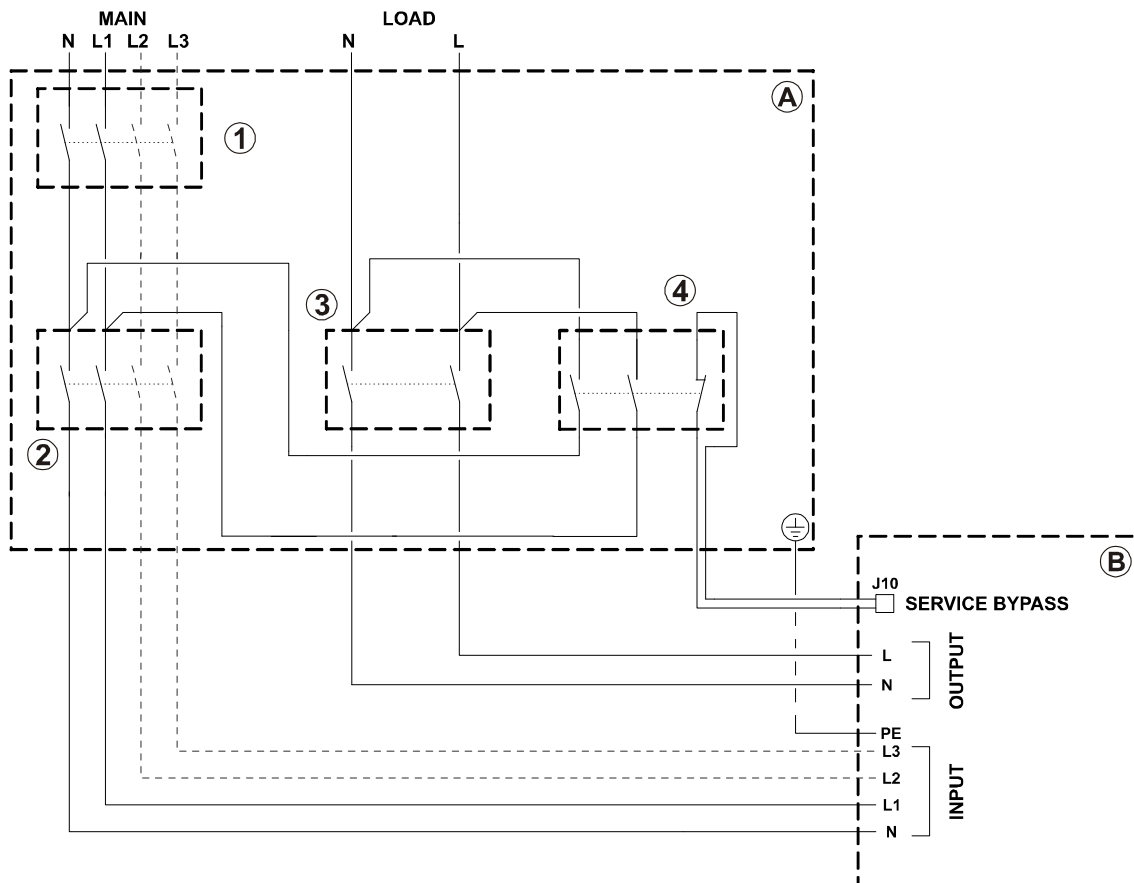 MAIN
LOAD
N L1 L2 L3
N L
A
1
3
4
2
B
J10
SERVICE BYPASS
L
N
OUTPUT
PE
L3
L2
L1
N
INPUT